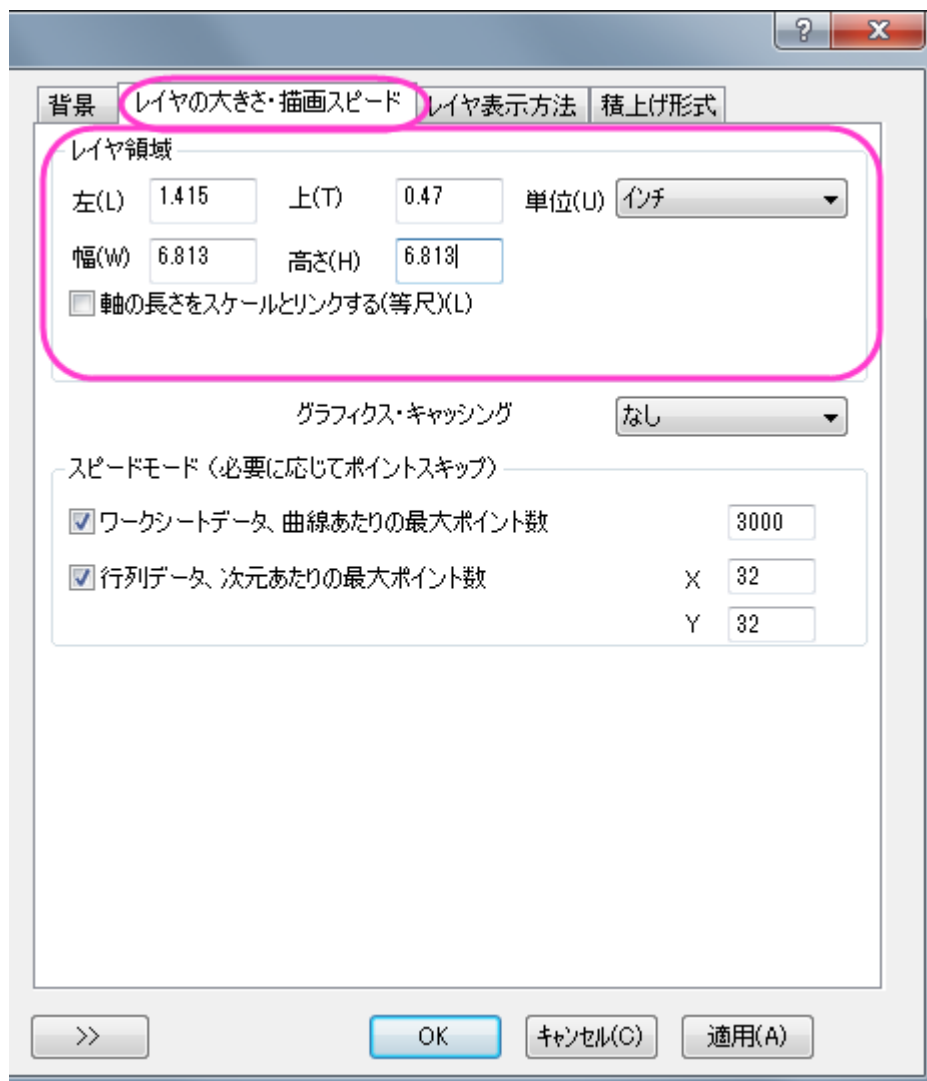 背景 レイヤの大きさ・描画スピード レイヤ表示方法 積上げ形式
レイヤ領域
左(L) 1.415 上(T) 0.47 単位(U) インチ
幅(W) 6.813 高さ(H) 6.813
軸の長さをスケールとリンクする(等尺)(L)
グラフィクス・キャッシング なし
スピードモード（必要に応じてポイントスキップ）
ワークシートデータ、曲線あたりの最大ポイント数 3000
行列データ、次元あたりの最大ポイント数 X 32
Y 32
>> OK キャンセル(C) 適用(A)